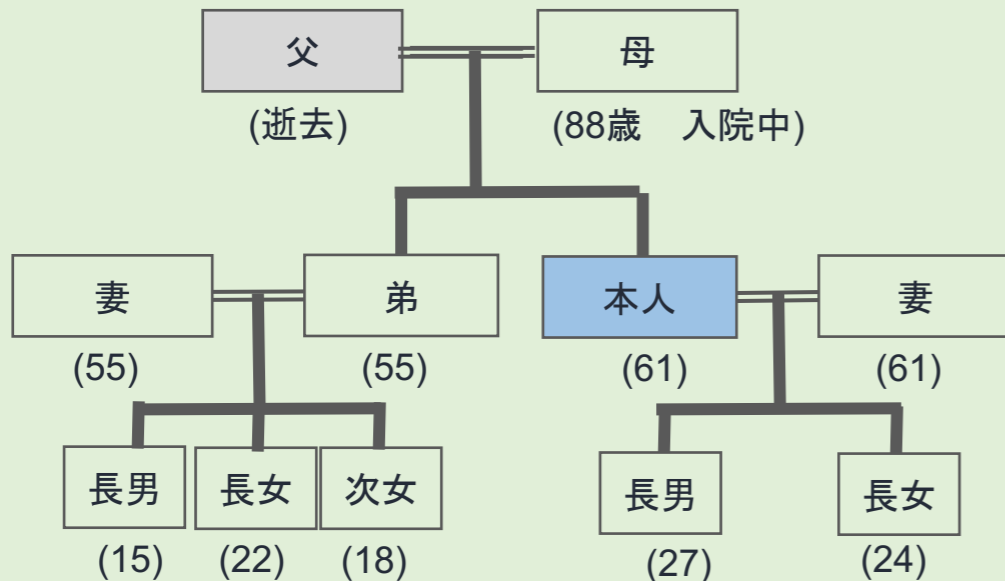 父
母
(逝去)
(88歳　入院中)
妻
弟
本人
妻
(55)
(55)
(61)
(61)
長男
長女
次女
長男
長女
(15)
(22)
(18)
(27)
(24)